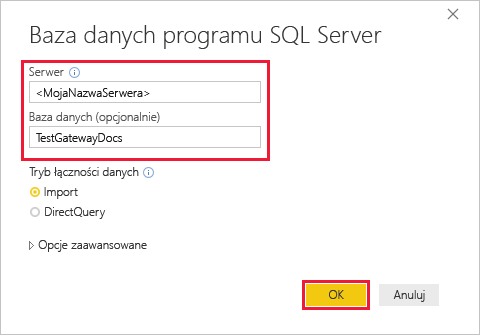 Baza danych programu SQL Server
Serwer
<MojaNazwaSerwera>
Baza danych (opcjonalnie)
TestGatewayDocs
Tryb łączności danych
Import
DirectQuery
Opcje zaawansowane
OK Anuluj